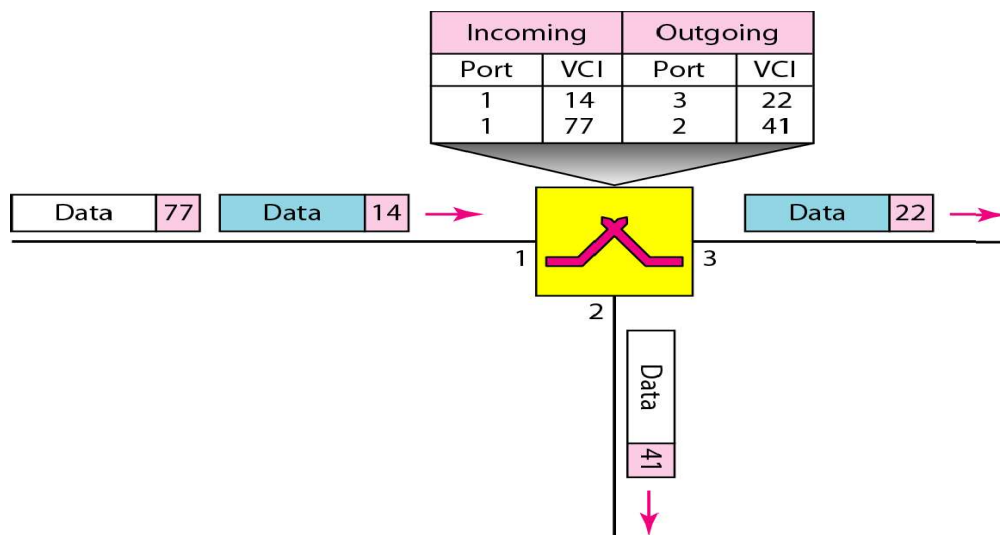 Incoming Outgoing
Port VCI Port VCI
1 14 3 22
1 77 2 41
Data 77 Data 14 Data 22
1 3
2
Data 41